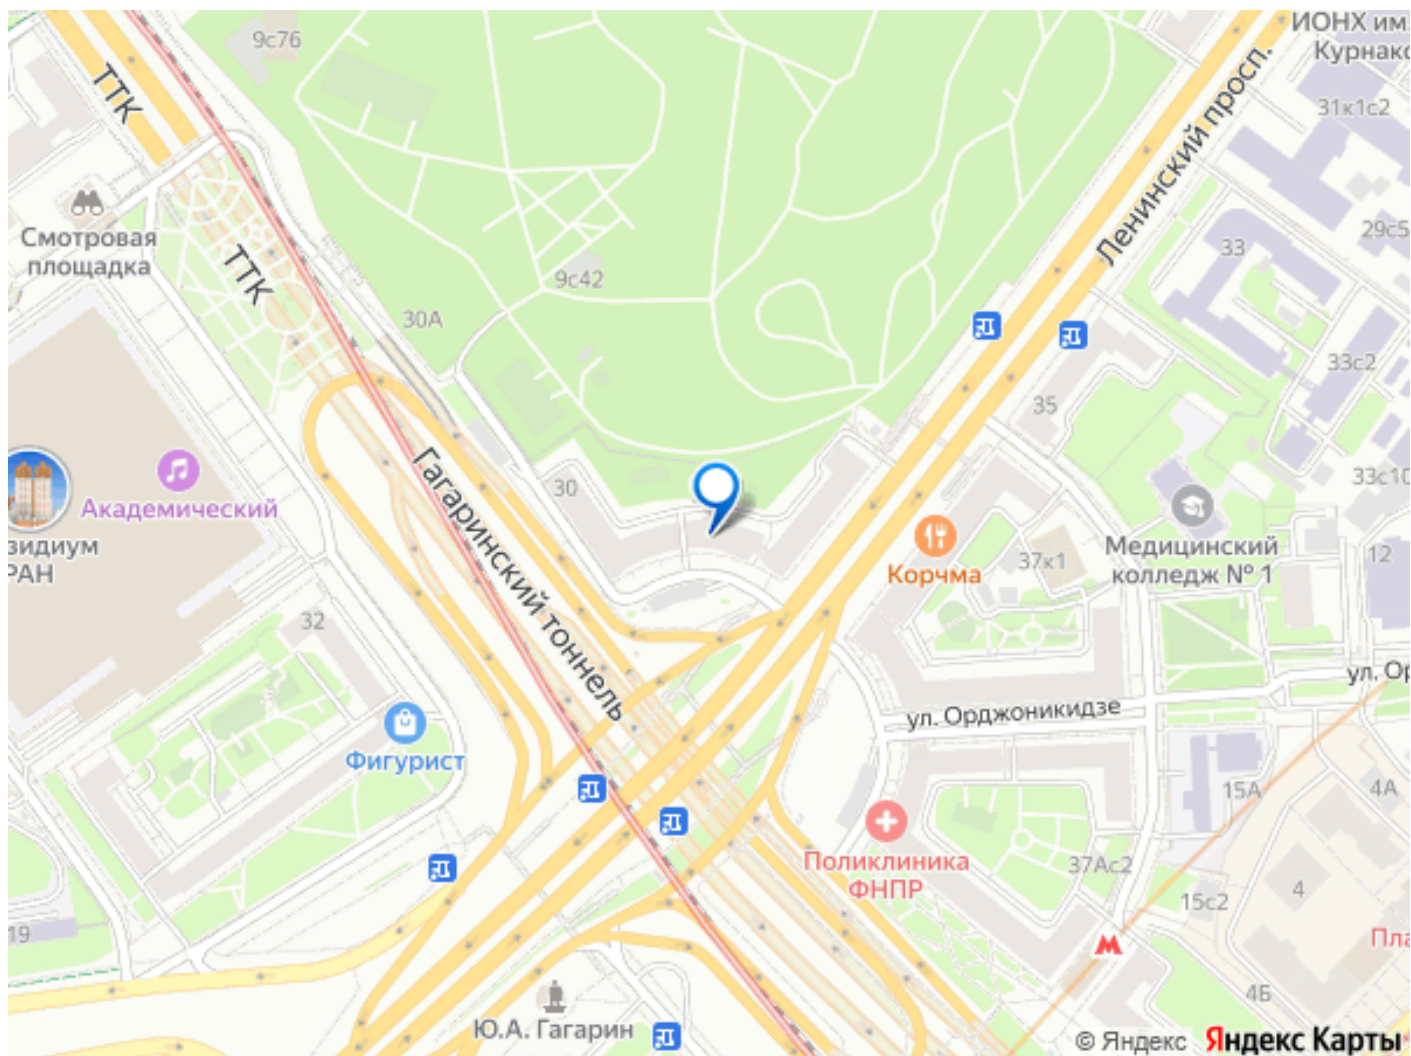 ИОНХ им.
9с76
Курнако
ТТК
31к1с2
Ленинский просп.
29с5
Смотровая
площадка
33
ТТК
9с42
30А
33с2
35
Гагаринский тоннель
33с10
30
Академический
зидиум
РАН
Медицинский
колледж № 1
12
37к1
Корчма
32
ул. Ор
ул. Орджоникидзе
Фигурист
15А
4А
Поликлиника
ФНПР
37Ас2
4
15с2
19
Пла
4Б
Ю.А. Гагарин
© Яндекс Яндекс Карты